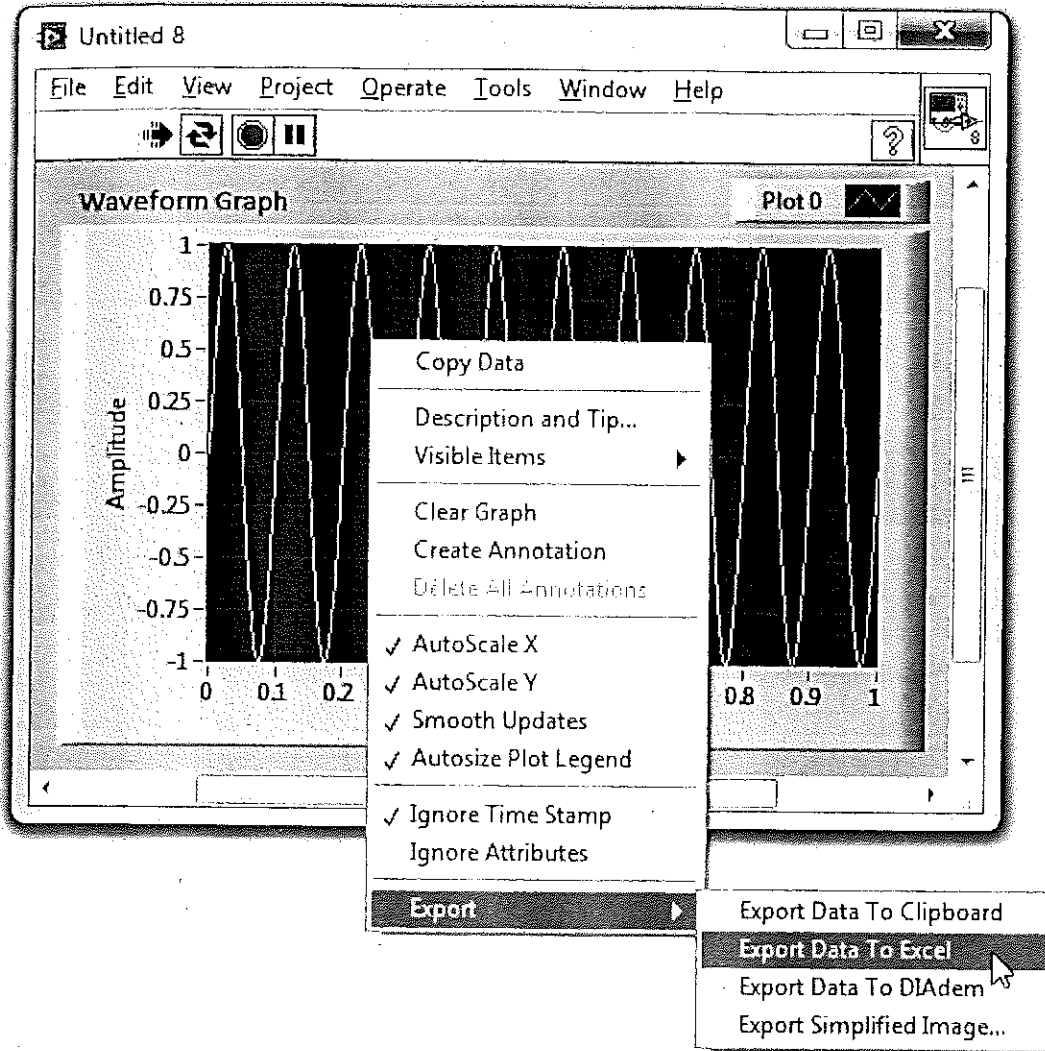 Untitled 8
File Edit View Project Operate Tools Window Help
?
8
Waveform Graph
Plot 0
1
0.75
0.5
0.25
0
-0.25
-0.5
-0.75
-1
Amplitude
0 0.1 0.2 0.8 0.9 1
Copy Data
Description and Tip...
Visible Items
Clear Graph
Create Annotation
Delete All Annotations
✓ AutoScale X
✓ AutoScale Y
✓ Smooth Updates
✓ Autosize Plot Legend
✓ Ignore Time Stamp
Ignore Attributes
Export
Export Data To Clipboard
Export Data To Excel
Export Data To DIAdem
Export Simplified Image...